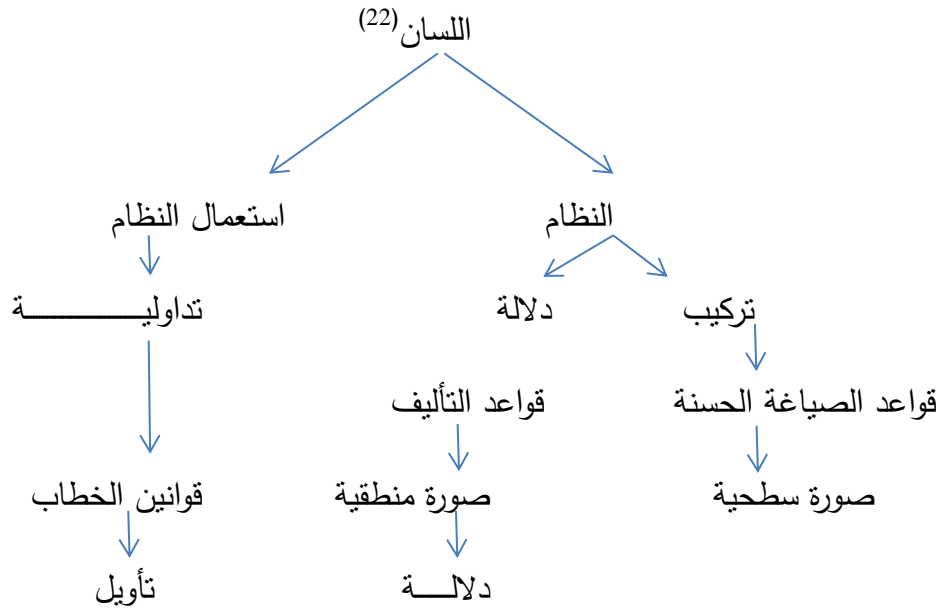 اللسان(22)
النظام استعمال النظام
تركيب دلالة تداوليـــــــــــــــة
قواعد الصياغة الحسنة قواعد التأليف
صورة سطحية صورة منطقية قوانين الخطاب
دلالـــــة تأويل